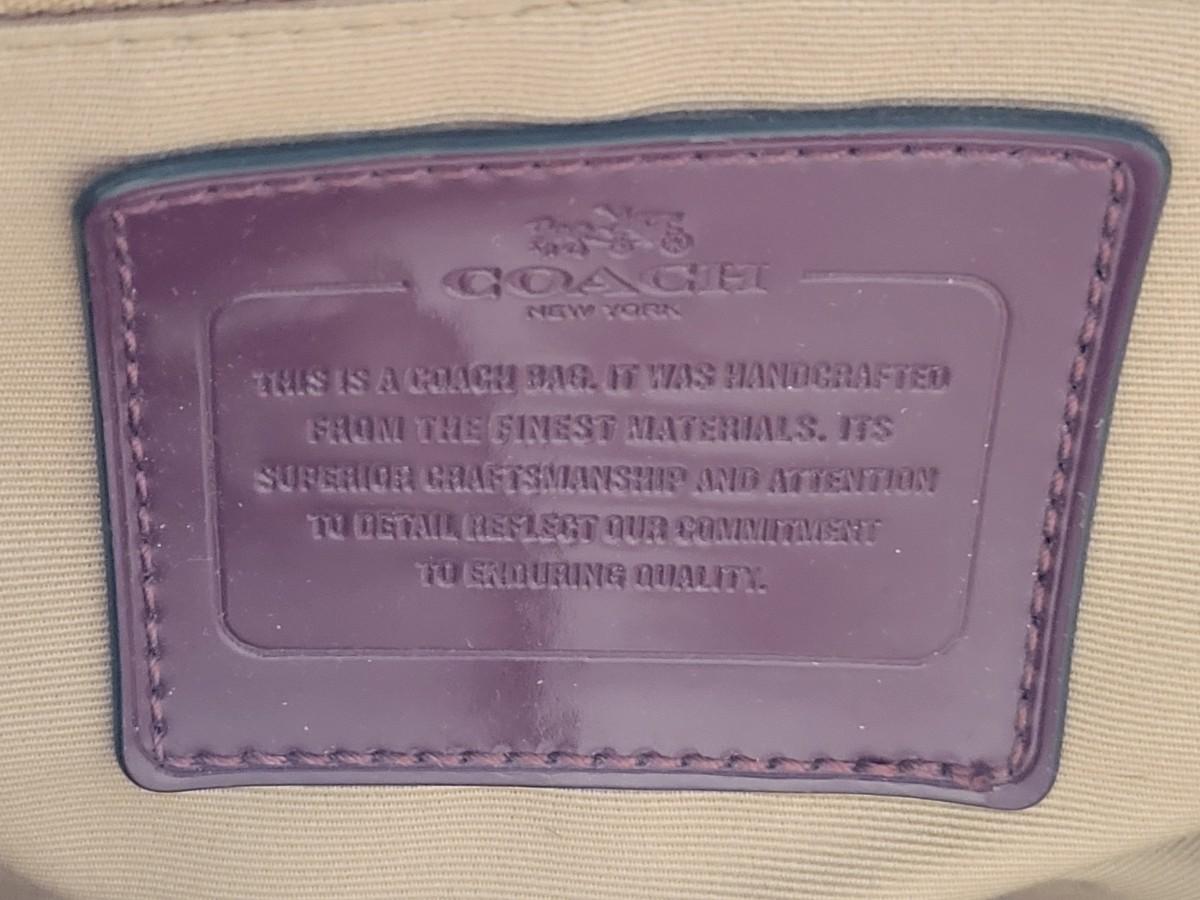 COACH
NEW YORK
THIS IS A COACH BAG. IT WAS HANDCRAFTED
FROM THE FINEST MATERIALS. ITS
SUPERIOR CRAFTSMANSHIP AND ATTENTION
TO DETAIL REFLECT OUR COMMITMENT
TO ENDURING QUALITY.